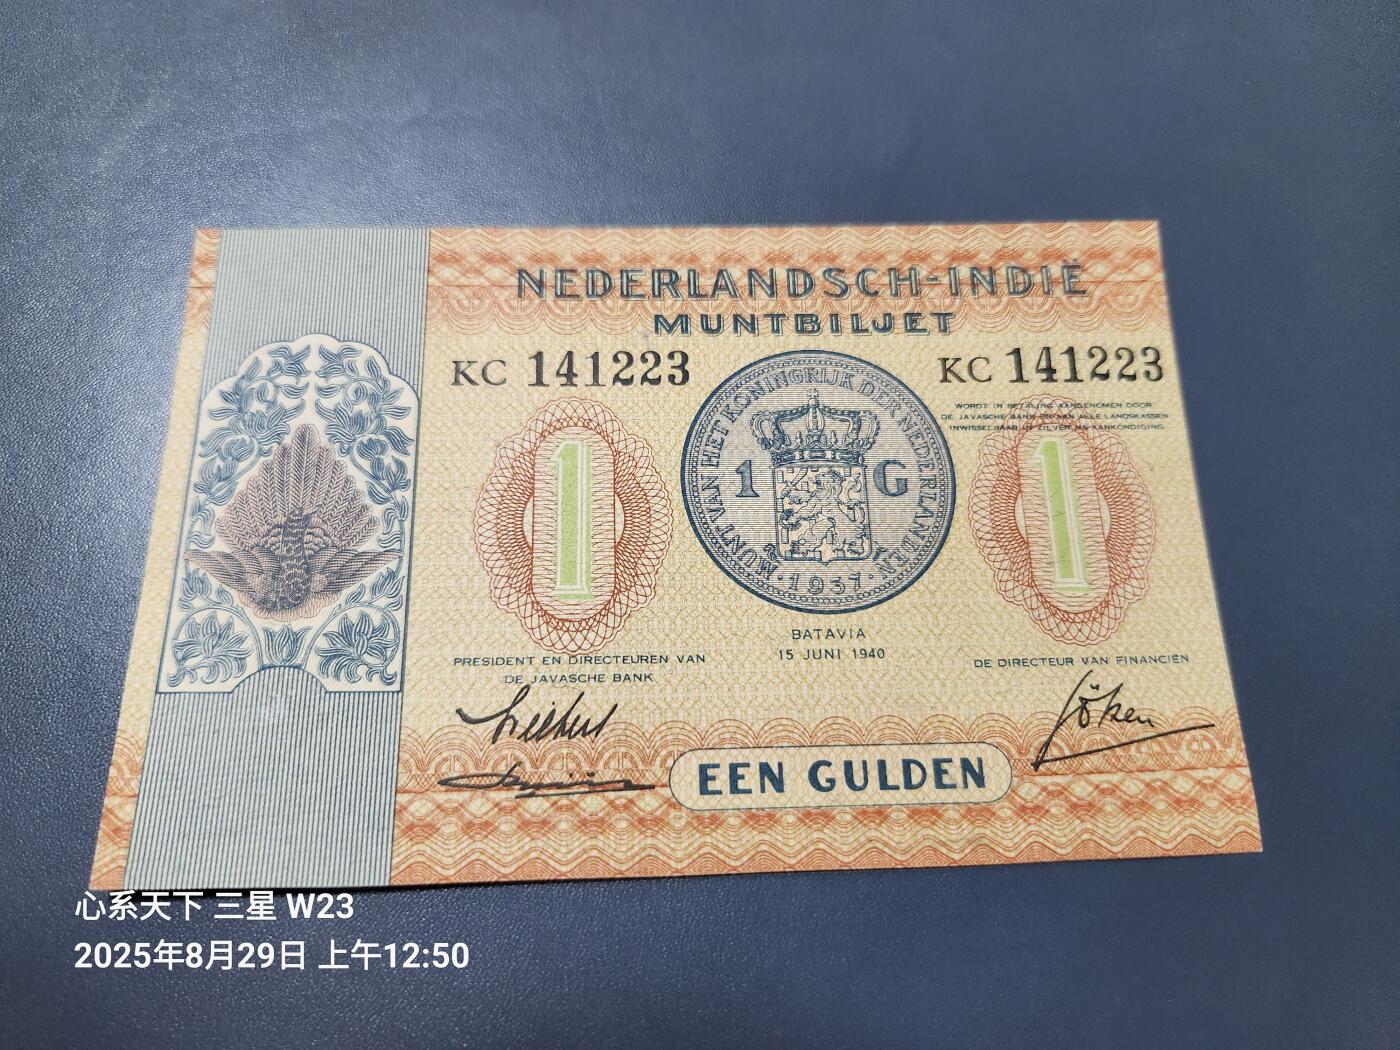 NEDERLANDSCH-INDIË
MUNTBILJET
KC 141223
KC 141223
WORDT IN BETALING AANGENOMEN DOOR
DE JAVASCHE BANK EN AAN ALLE LANDSKASSEN
INWISSELBAAR IN ZILVER NA AANKONDIGING
MUNT VAN HET KONINGRIJK DER NEDERLANDEN
1 G
· 1937 ·
1
1
BATAVIA
15 JUNI 1940
PRESIDENT EN DIRECTEUREN VAN
DE JAVASCHE BANK
DE DIRECTEUR VAN FINANCIËN
EEN GULDEN
心系天下 三星 W23
2025年8月29日 上午12:50